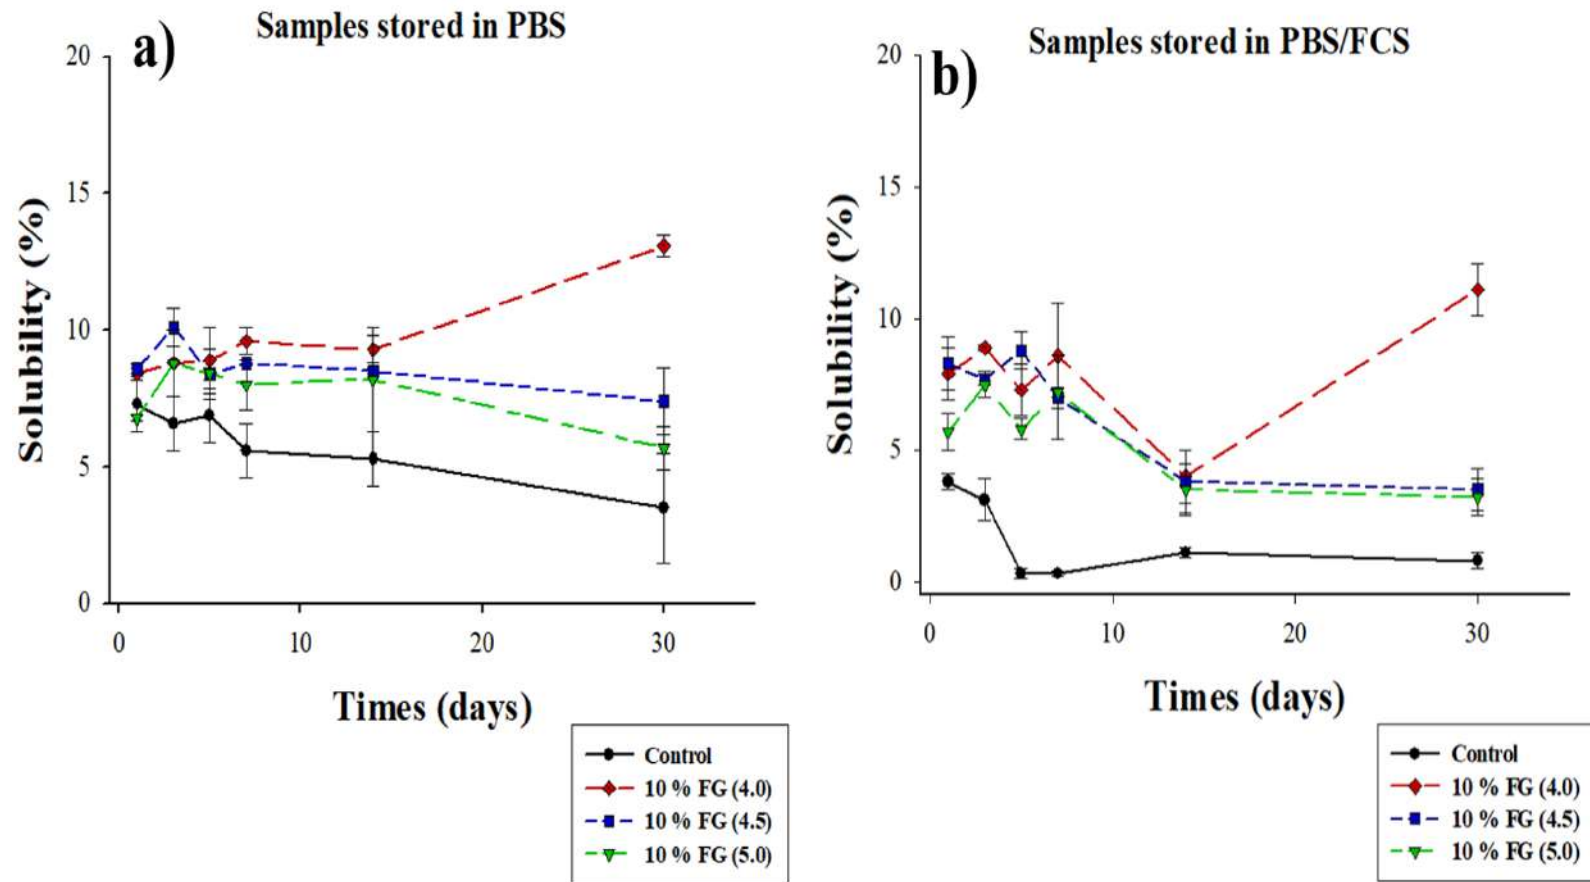 a)
Samples stored in PBS
20
15
10
5
0
Solubility (%)
0 10 20 30
Times (days)
Control
10 % FG (4.0)
10 % FG (4.5)
10 % FG (5.0)
b)
Samples stored in PBS/FCS
20
15
10
5
0
Solubility (%)
0 10 20 30
Times (days)
Control
10 % FG (4.0)
10 % FG (4.5)
10 % FG (5.0)